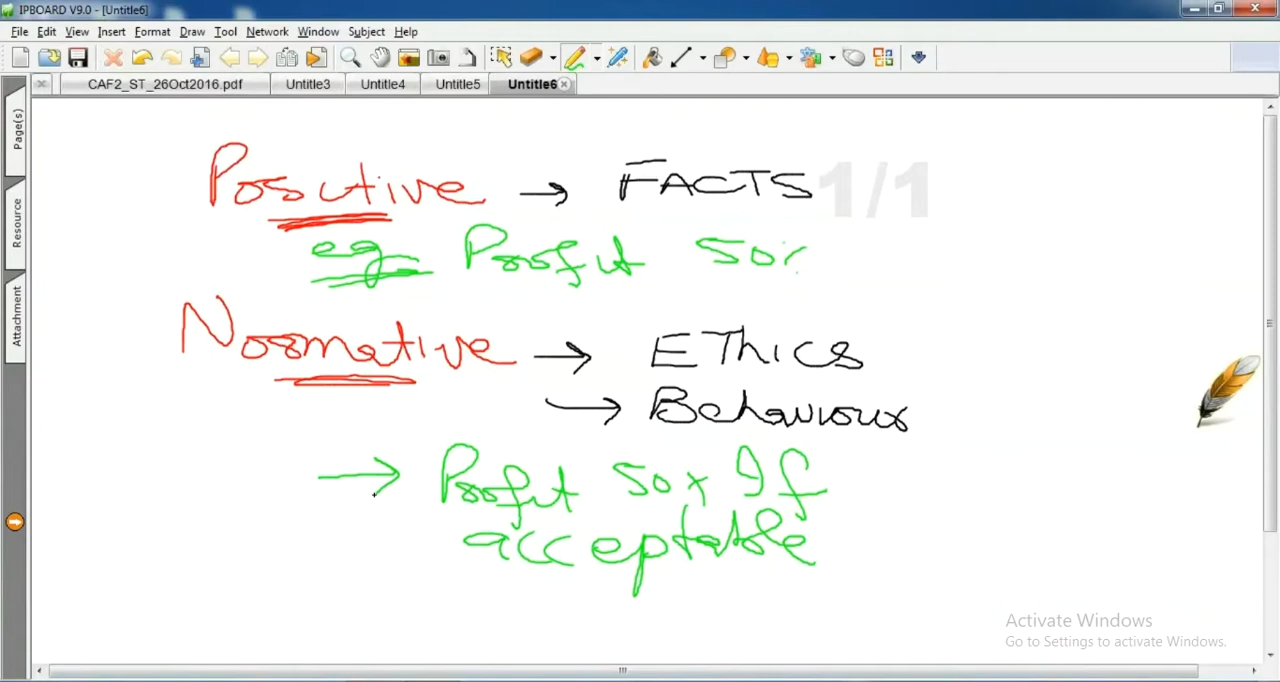 IPBOARD V9.0 - [Untitle6]
File Edit View Insert Format Draw Tool Network Window Subject Help
CAF2_ST_26Oct2016.pdf Untitle3 Untitle4 Untitle5 Untitle6
Page(s)
Resource
Attachment
Positive → FACTS
1/1
eg Profit 50%
Normative → EThics
→ Behaviour
→ Profit 50% If
acceptable
Activate Windows
Go to Settings to activate Windows.